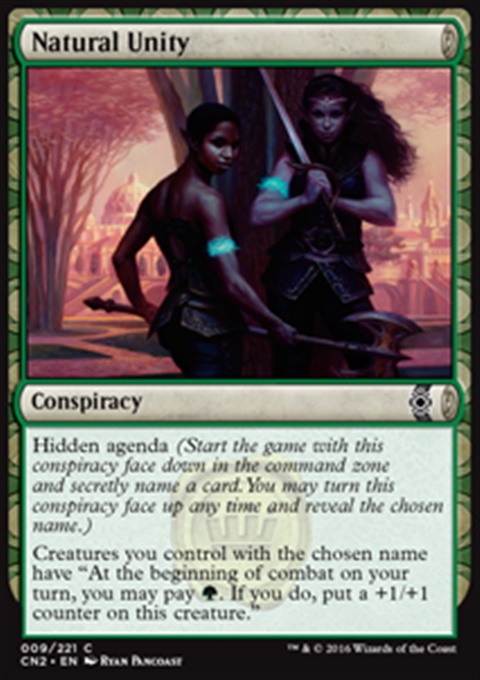 Natural Unity
Conspiracy
Hidden agenda (Start the game with this
conspiracy face down in the command zone
and secretly name a card. You may turn this
conspiracy face up any time and reveal the chosen
name.)
Creatures you control with the chosen name
have “At the beginning of combat on your
turn, you may pay . If you do, put a +1/+1
counter on this creature.”
009/221 C
CN2 • EN Ryan Pancoast
™ & © 2016 Wizards of the Coast